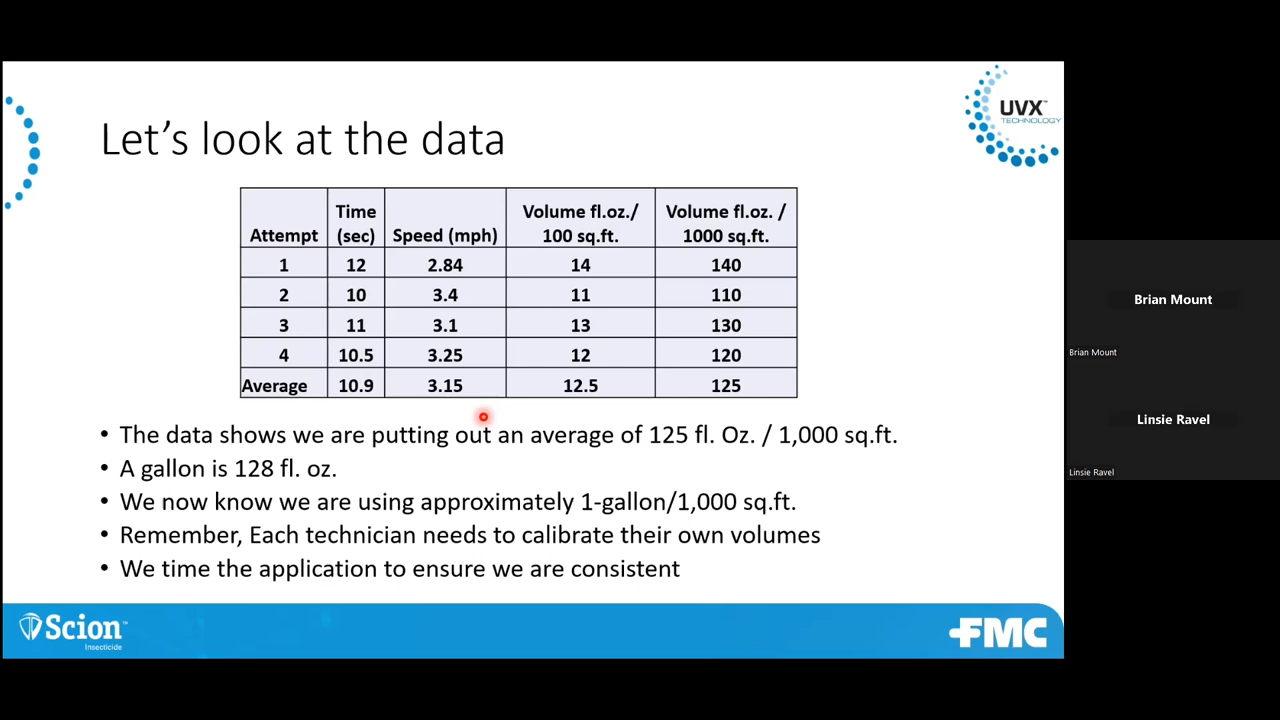 UVX™
TECHNOLOGY
Let's look at the data
Attempt Time (sec) Speed (mph) Volume fl.oz./ 100 sq.ft. Volume fl.oz. / 1000 sq.ft.
1 12 2.84 14 140
2 10 3.4 11 110
3 11 3.1 13 130
4 10.5 3.25 12 120
Average 10.9 3.15 12.5 125
• The data shows we are putting out an average of 125 fl. Oz. / 1,000 sq.ft.
• A gallon is 128 fl. oz.
• We now know we are using approximately 1-gallon/1,000 sq.ft.
• Remember, Each technician needs to calibrate their own volumes
• We time the application to ensure we are consistent
Scion™
Insecticide
FMC
Brian Mount
Brian Mount
Linsie Ravel
Linsie Ravel